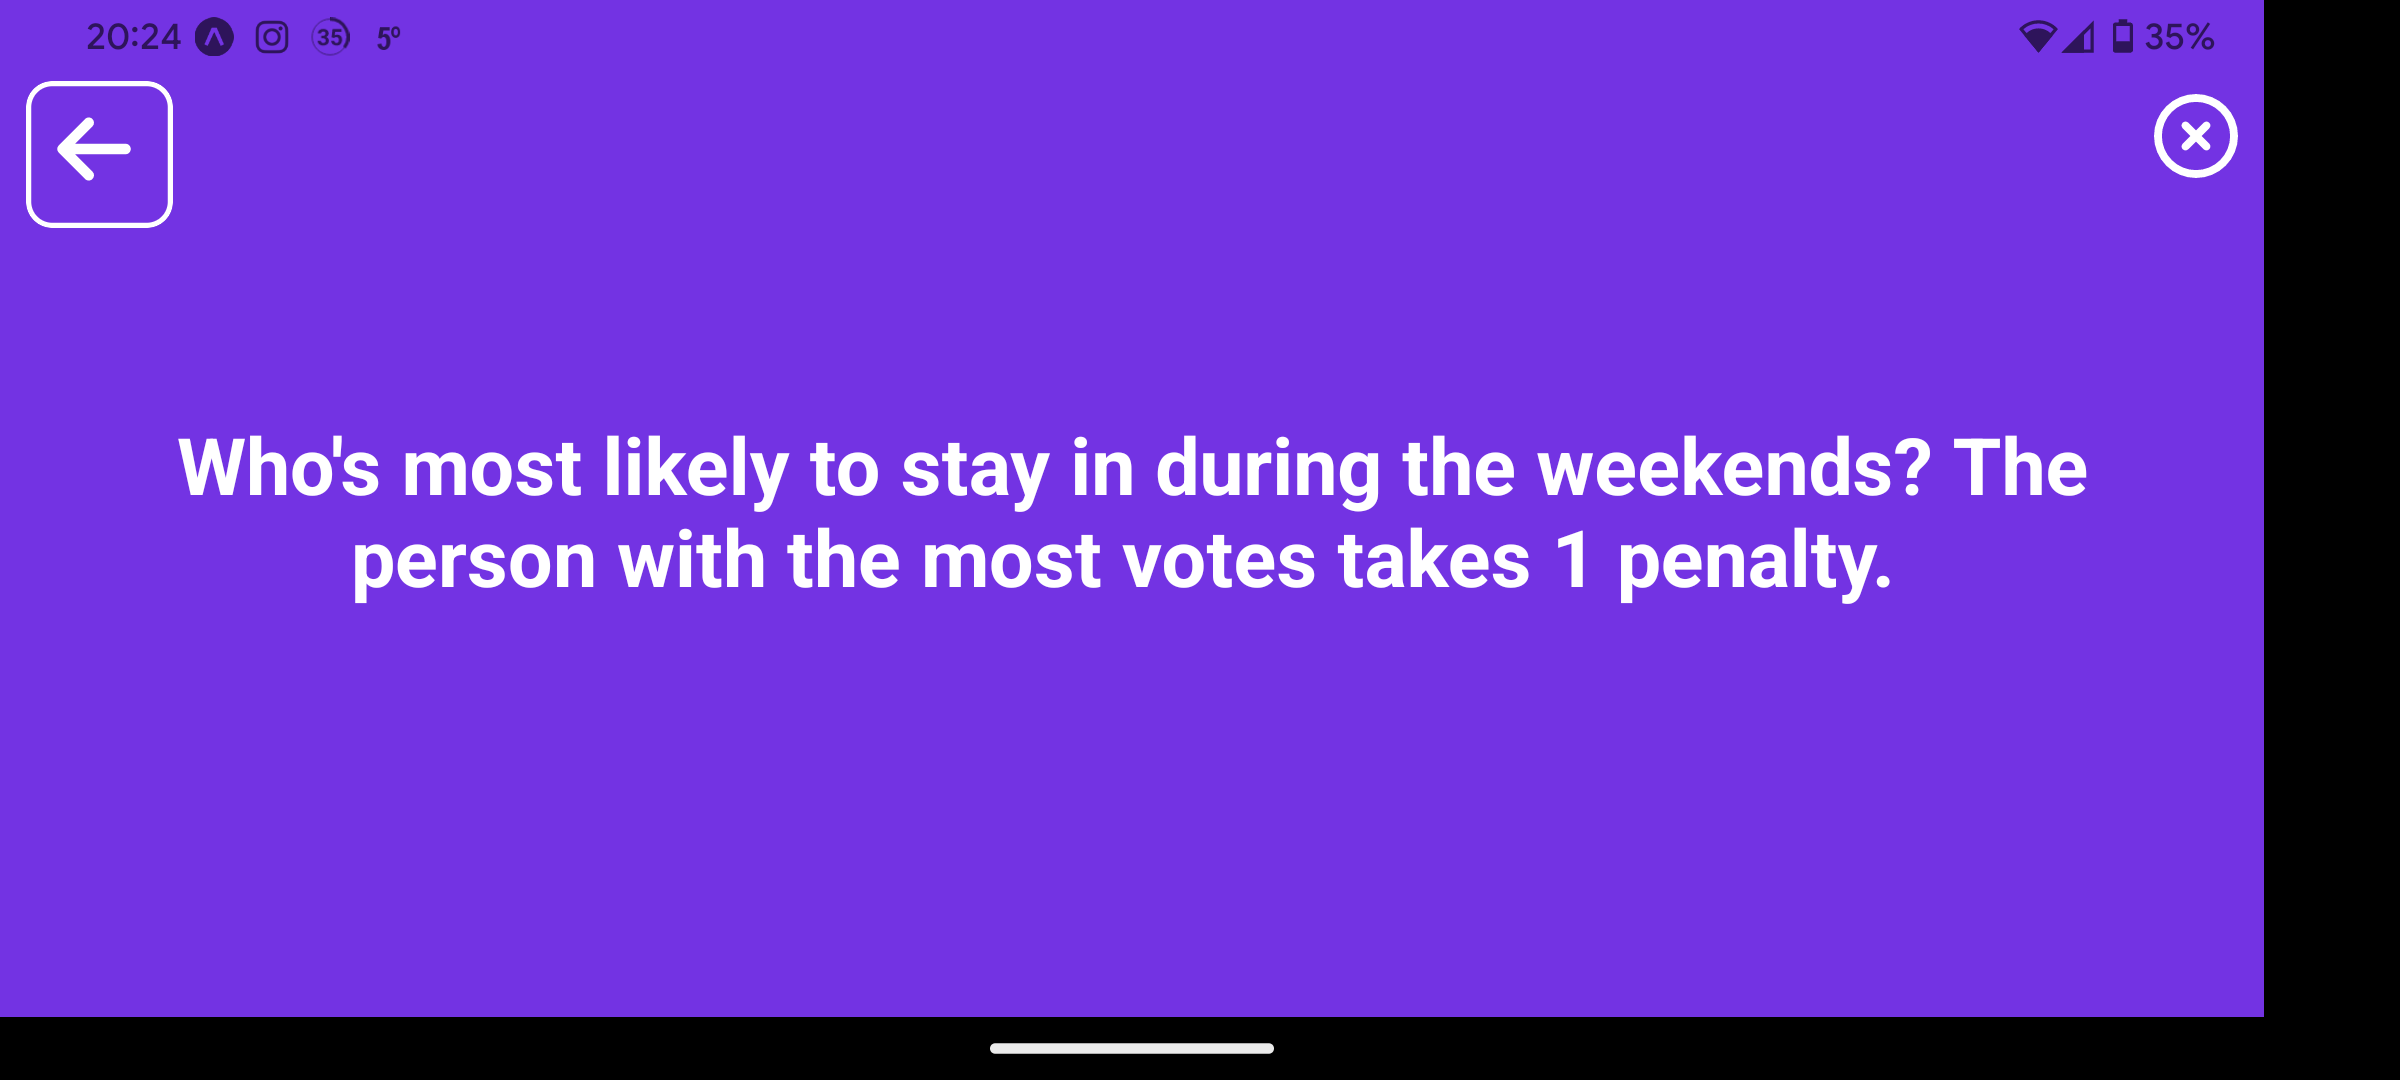 20:24 35 5º 35%
Who's most likely to stay in during the weekends? The
person with the most votes takes 1 penalty.